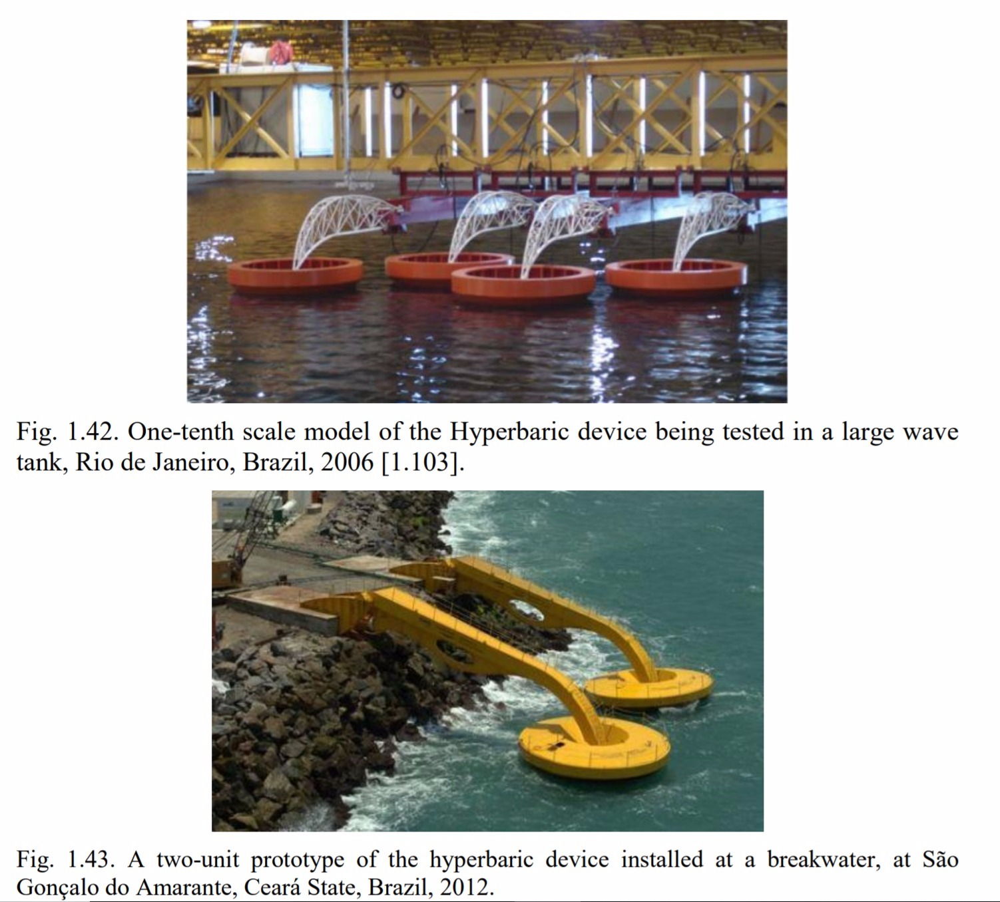 Fig. 1.42. One-tenth scale model of the Hyperbaric device being tested in a large wave
tank, Rio de Janeiro, Brazil, 2006 [1.103].
Fig. 1.43. A two-unit prototype of the hyperbaric device installed at a breakwater, at São
Gonçalo do Amarante, Ceará State, Brazil, 2012.